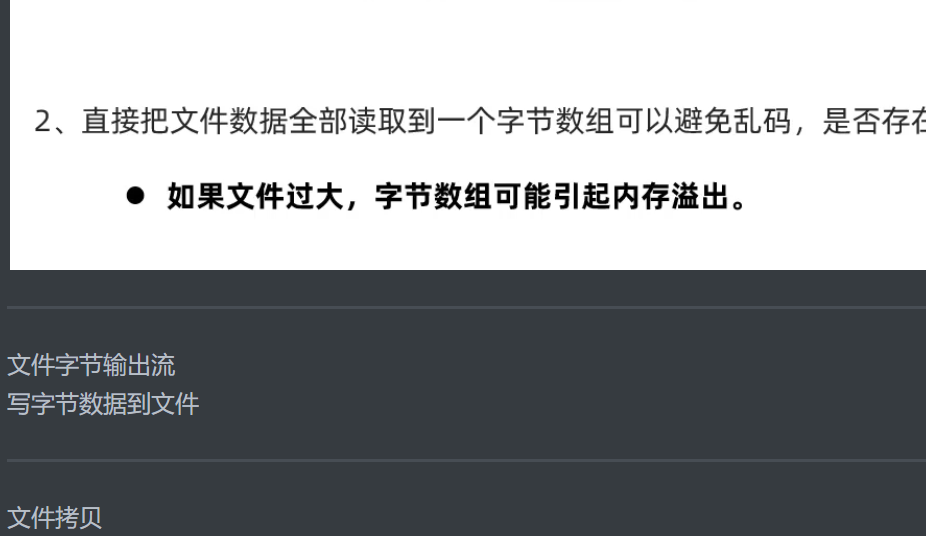 2、直接把文件数据全部读取到一个字节数组可以避免乱码，是否存在
● 如果文件过大，字节数组可能引起内存溢出。
文件字节输出流
写字节数据到文件
文件拷贝